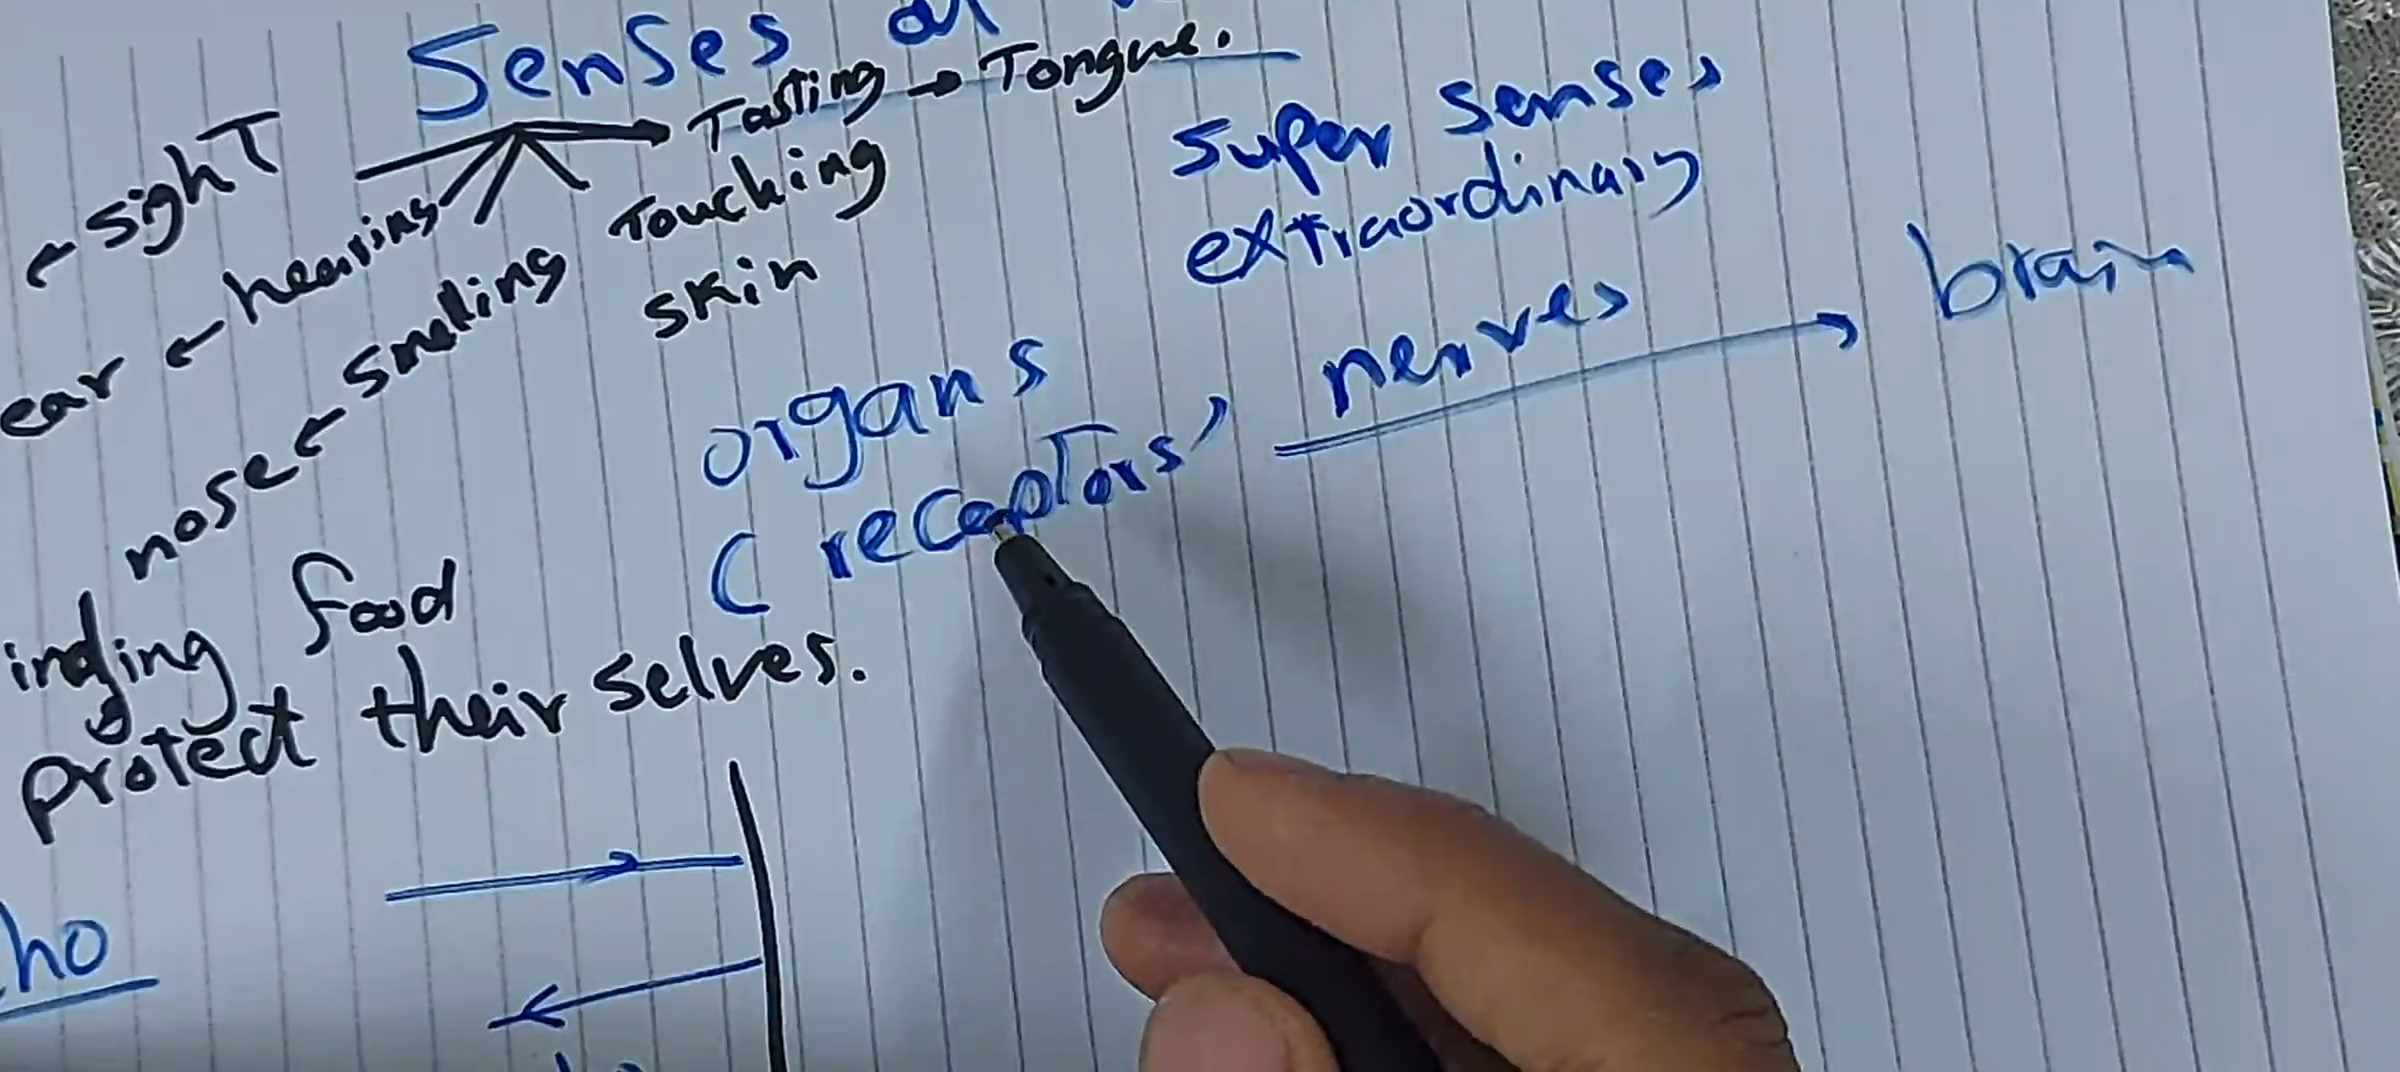 Senses
Tasting → Tongue.
← sighT
← hearing
ear
smelling
nose ←
Touching
skin
super senses
extraordinary
organs
( receptors,
nerves
→ brain
food
protect their selves.